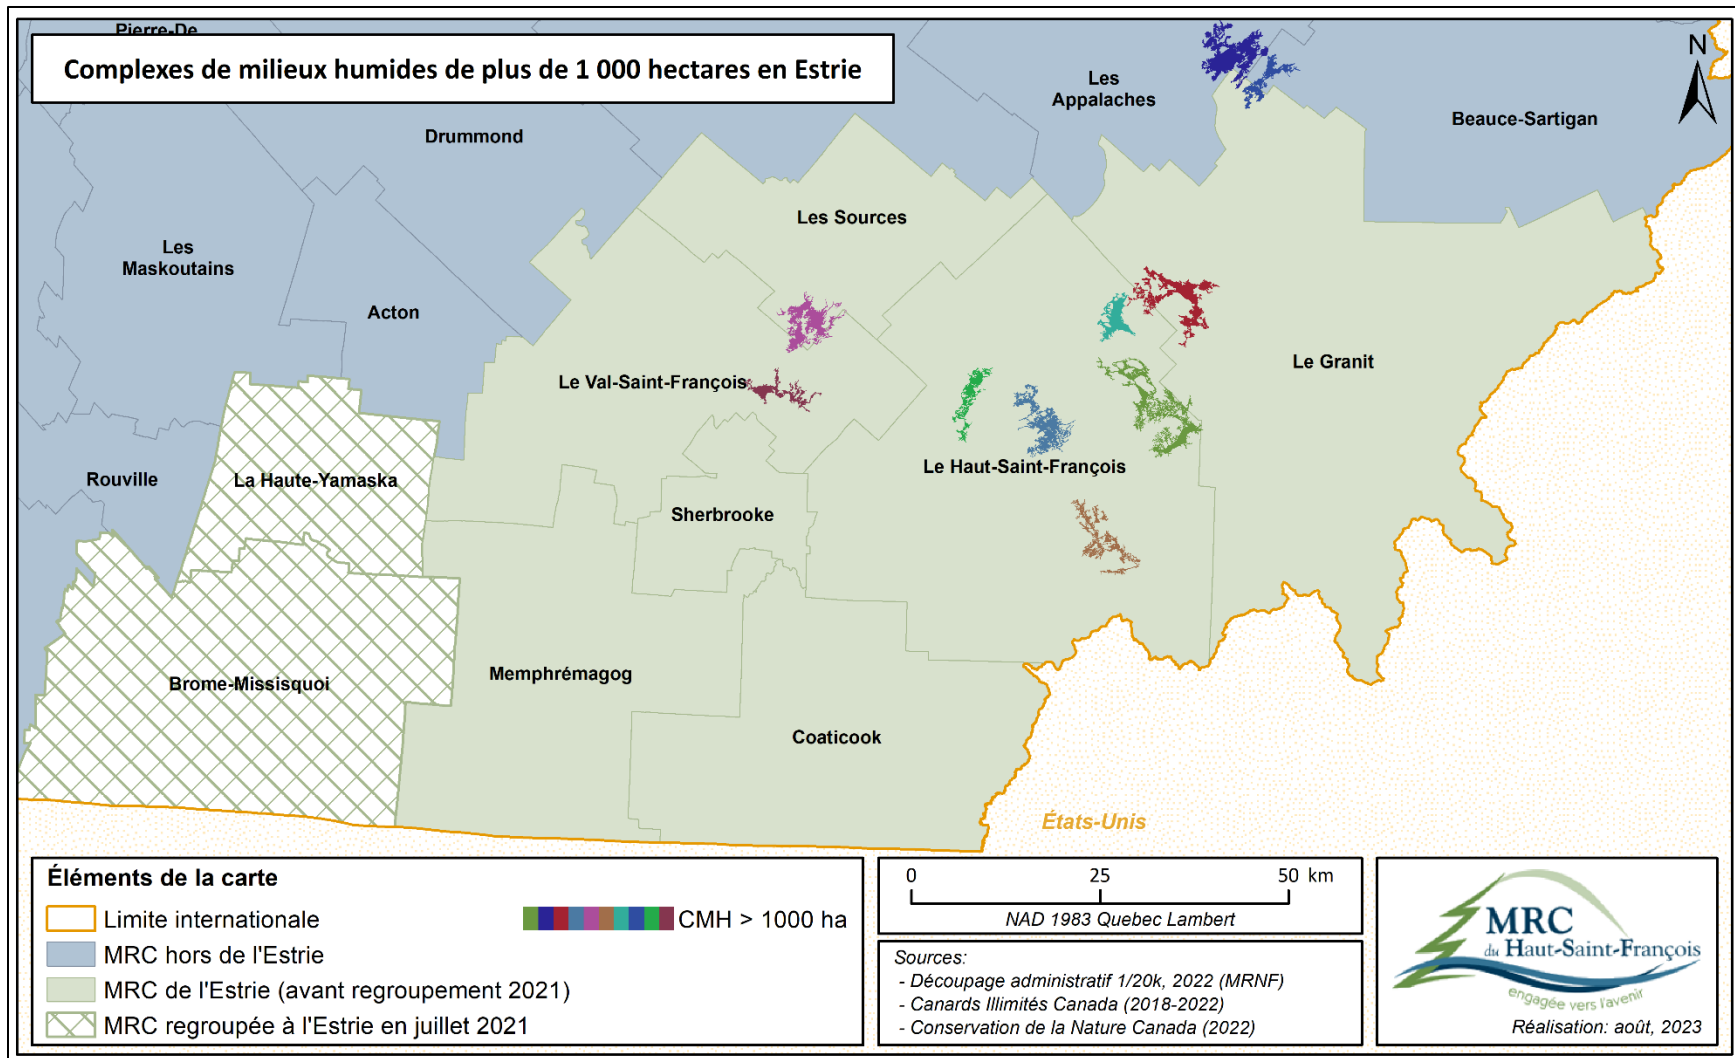 Pierre-De
Complexes de milieux humides de plus de 1 000 hectares en Estrie
N
Les
Appalaches
Beauce-Sartigan
Drummond
Les Sources
Les
Maskoutains
Acton
Le Granit
Le Val-Saint-François
Le Haut-Saint-François
Rouville
La Haute-Yamaska
Sherbrooke
Memphrémagog
Brome-Missisquoi
Coaticook
États-Unis
Éléments de la carte
Limite internationale
CMH > 1000 ha
MRC hors de l'Estrie
MRC de l'Estrie (avant regroupement 2021)
MRC regroupée à l'Estrie en juillet 2021
0 25 50 km
NAD 1983 Quebec Lambert
Sources:
- Découpage administratif 1/20k, 2022 (MRNF)
- Canards Illimités Canada (2018-2022)
- Conservation de la Nature Canada (2022)
MRC
du Haut-Saint-François
engagée vers l'avenir
Réalisation: août, 2023